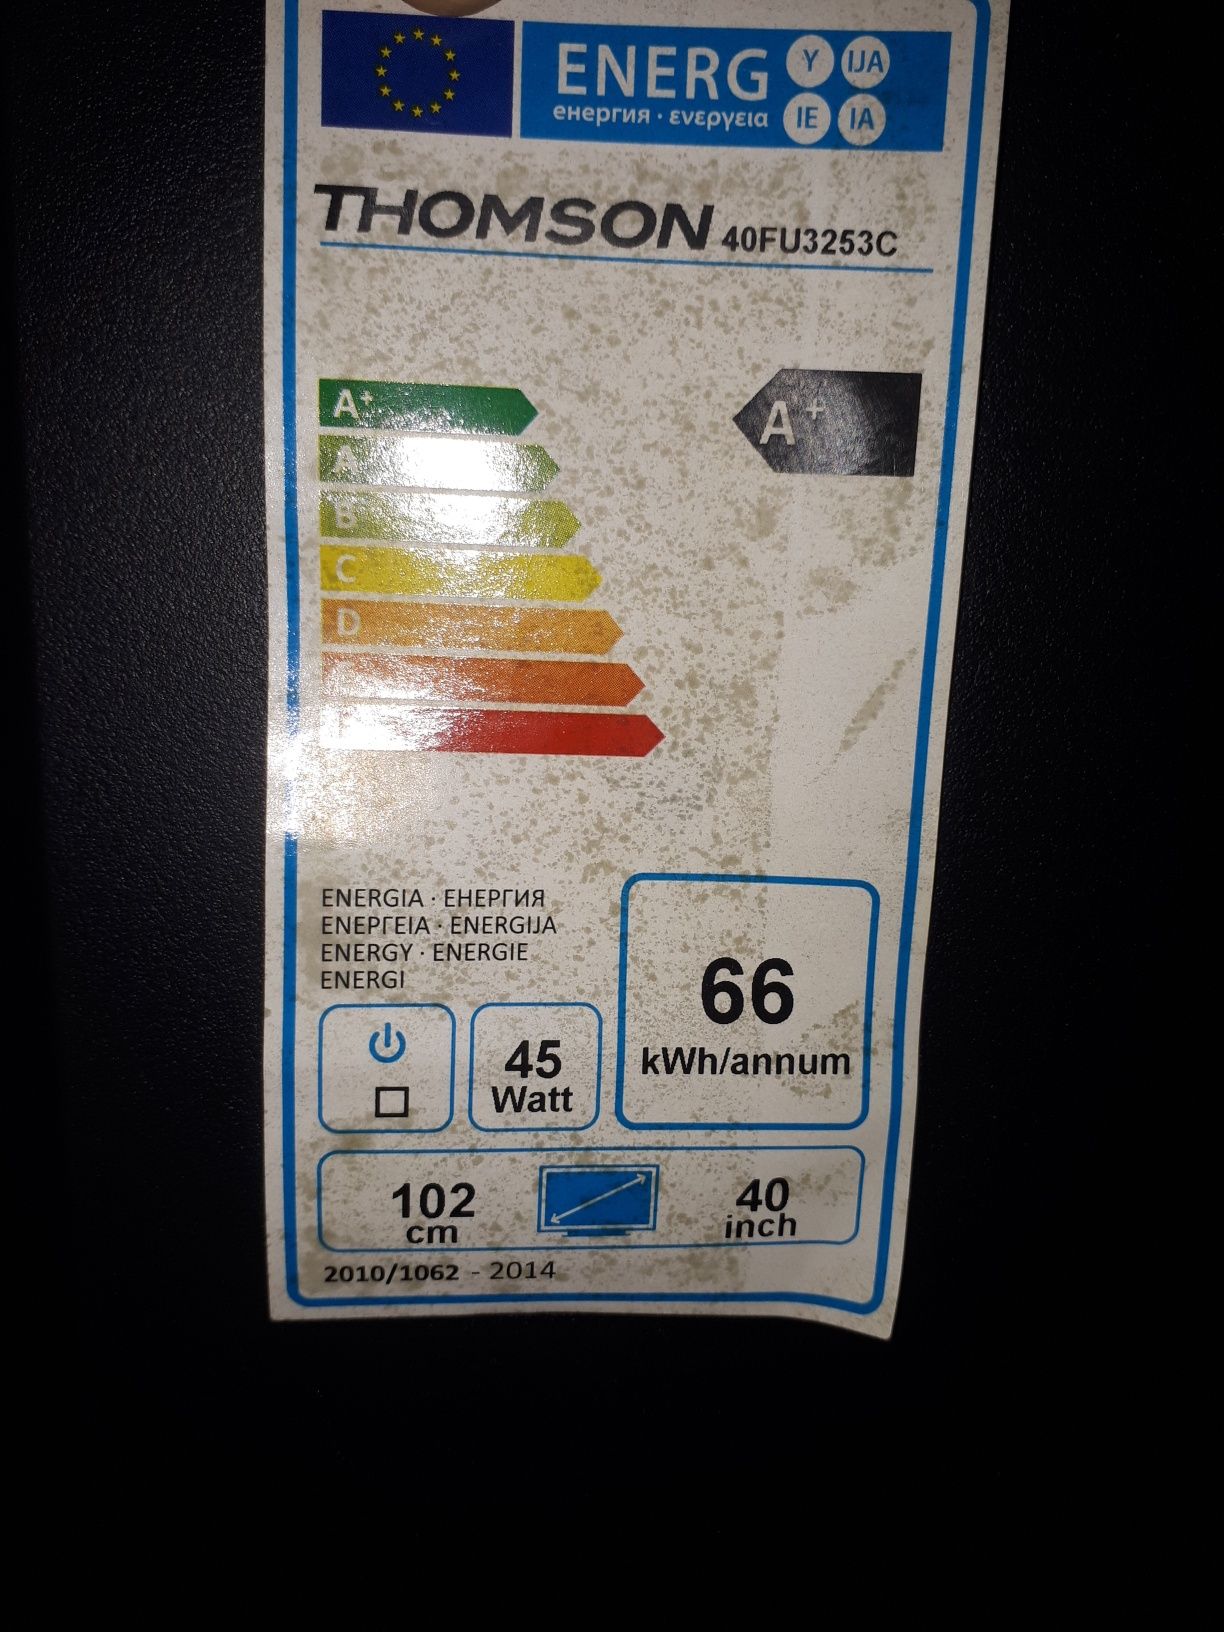 ENERG Y IJA
енергия · ενεργεια IE IA
THOMSON 40FU3253C
A+
A+
A
B
C
D
ENERGIA · ЕНЕРГИЯ
ΕΝΕΡΓΕΙΑ · ENERGIJA
ENERGY · ENERGIE
ENERGI
66
kWh/annum
45
Watt
102
cm
40
inch
2010/1062 - 2014